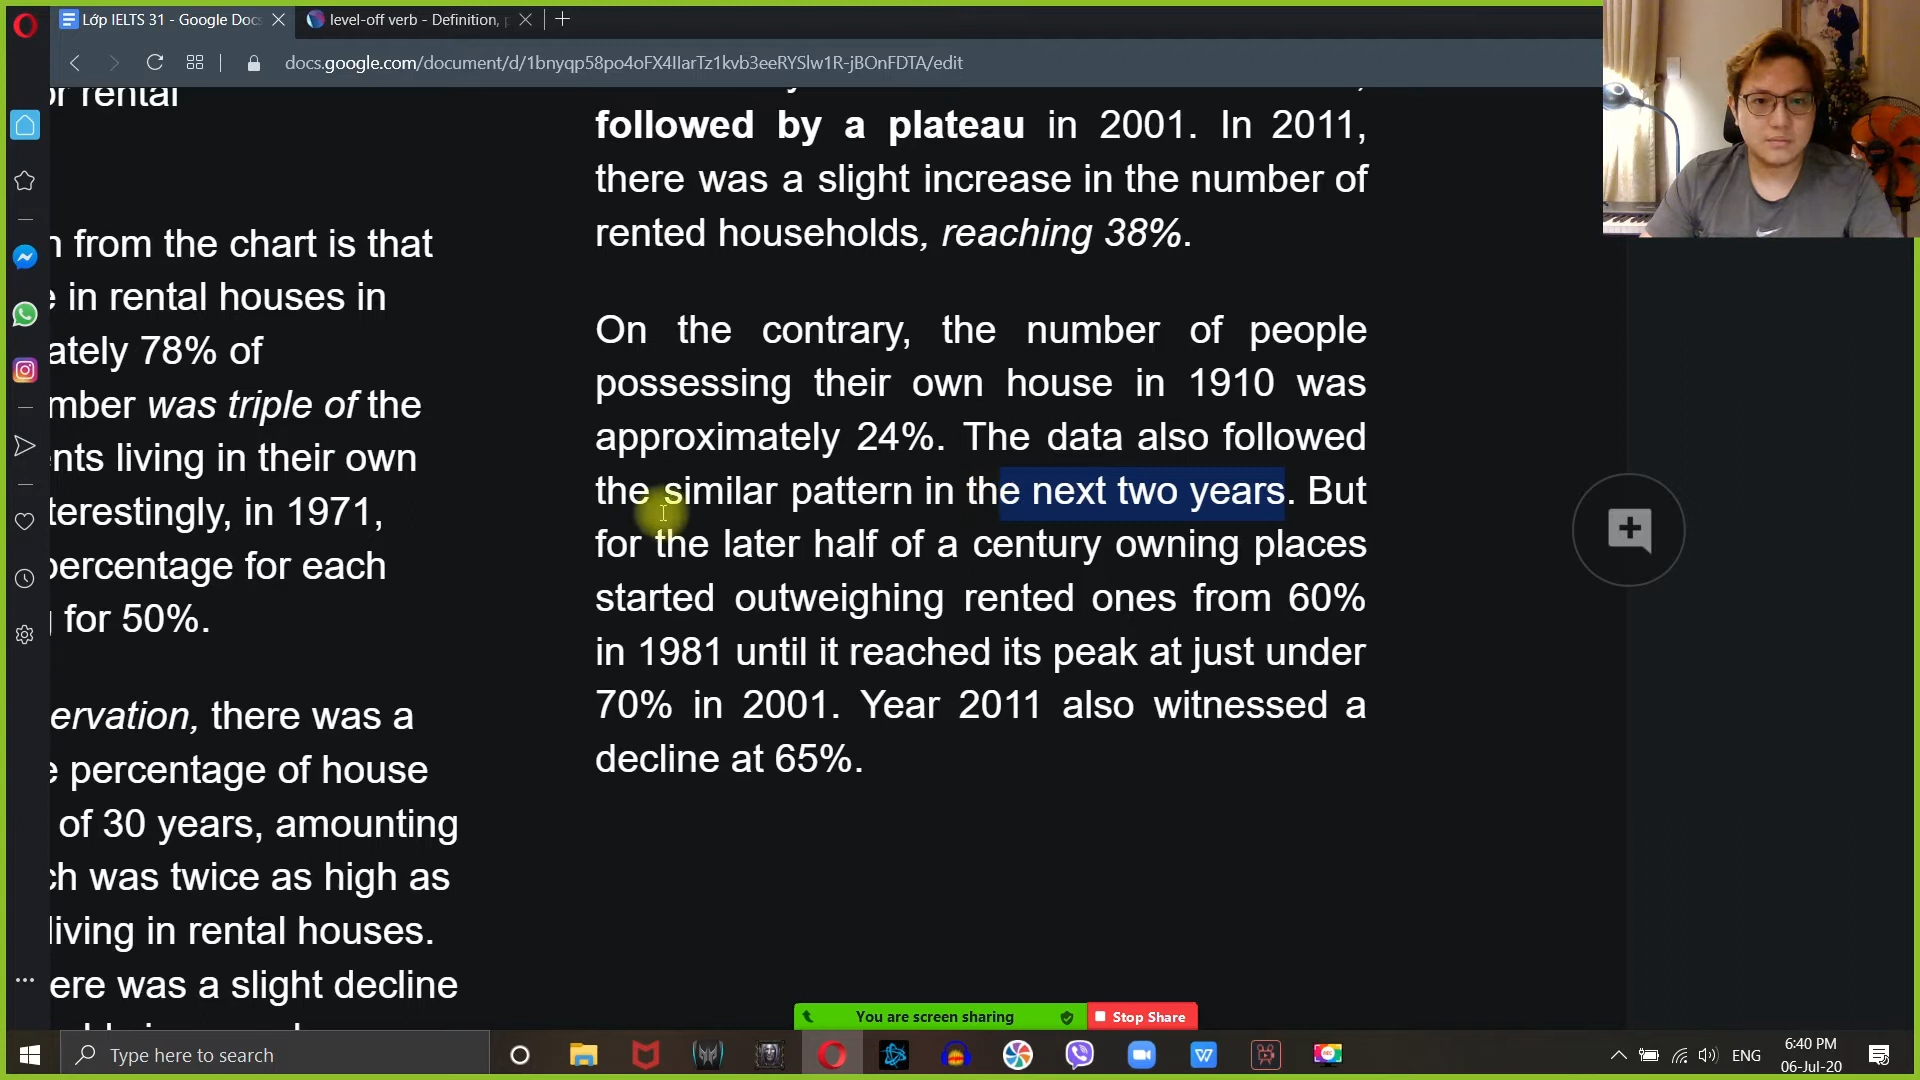 Lớp IELTS 31 - Google Doc
level-off verb - Definition,
docs.google.com/document/d/1bnyqp58po4oFX4IlarTz1kvb3eeRYSlw1R-jBOnFDTA/edit
or rental
n from the chart is that
e in rental houses in
ately 78% of
mber was triple of the
nts living in their own
terestingly, in 1971,
percentage for each
for 50%.
ervation, there was a
e percentage of house
of 30 years, amounting
ch was twice as high as
living in rental houses.
ere was a slight decline
followed by a plateau in 2001. In 2011,
there was a slight increase in the number of
rented households, reaching 38%.
On the contrary, the number of people
possessing their own house in 1910 was
approximately 24%. The data also followed
the similar pattern in the next two years. But
for the later half of a century owning places
started outweighing rented ones from 60%
in 1981 until it reached its peak at just under
70% in 2001. Year 2011 also witnessed a
decline at 65%.
You are screen sharing
Stop Share
Type here to search
ENG
6:40 PM
06-Jul-20